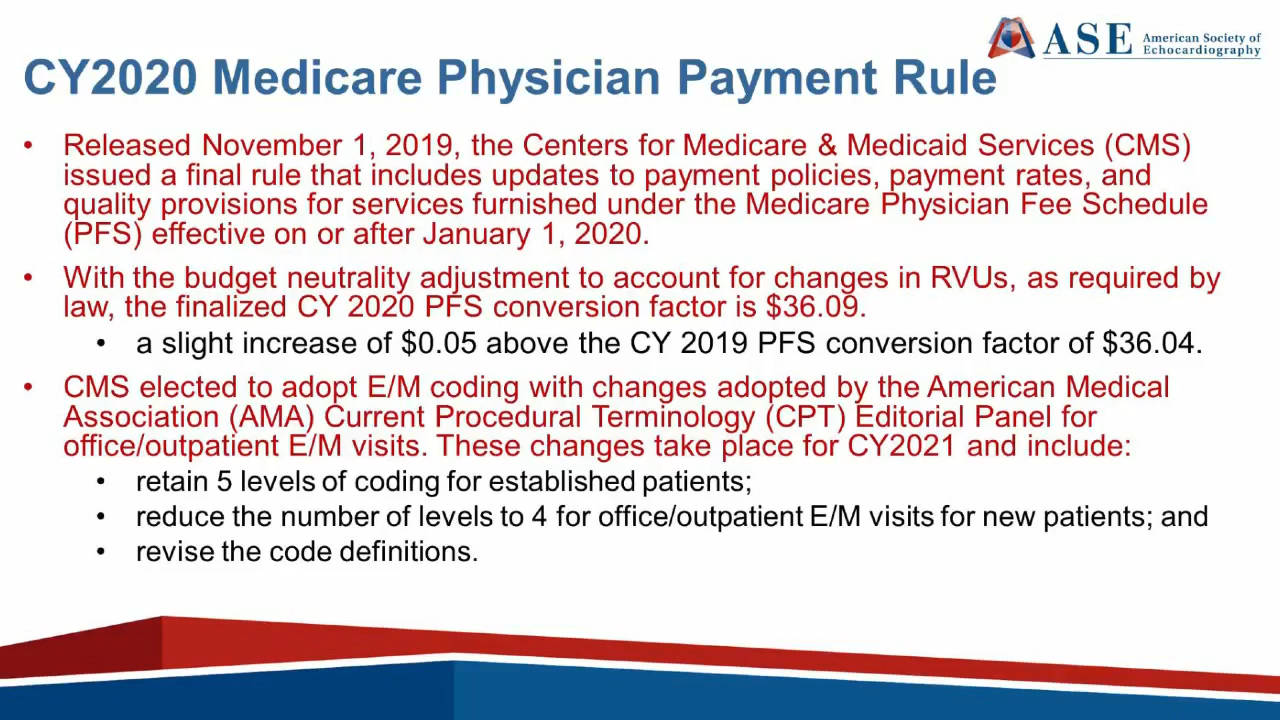 ASE American Society of
Echocardiography
CY2020 Medicare Physician Payment Rule
• Released November 1, 2019, the Centers for Medicare & Medicaid Services (CMS)
issued a final rule that includes updates to payment policies, payment rates, and
quality provisions for services furnished under the Medicare Physician Fee Schedule
(PFS) effective on or after January 1, 2020.
• With the budget neutrality adjustment to account for changes in RVUs, as required by
law, the finalized CY 2020 PFS conversion factor is $36.09.
• a slight increase of $0.05 above the CY 2019 PFS conversion factor of $36.04.
• CMS elected to adopt E/M coding with changes adopted by the American Medical
Association (AMA) Current Procedural Terminology (CPT) Editorial Panel for
office/outpatient E/M visits. These changes take place for CY2021 and include:
• retain 5 levels of coding for established patients;
• reduce the number of levels to 4 for office/outpatient E/M visits for new patients; and
• revise the code definitions.